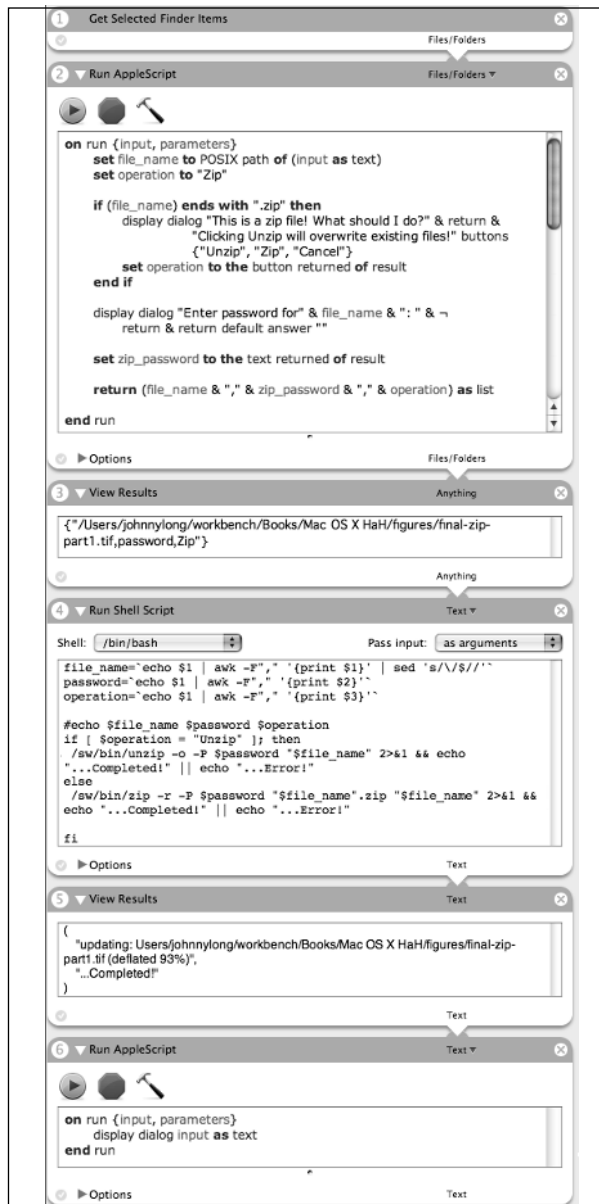 1 Get Selected Finder Items
Files/Folders
2 Run AppleScript Files/Folders
on run {input, parameters}
set file_name to POSIX path of (input as text)
set operation to "Zip"
if (file_name) ends with ".zip" then
display dialog "This is a zip file! What should I do?" & return &
"Clicking Unzip will overwrite existing files!" buttons
{"Unzip", "Zip", "Cancel"}
set operation to the button returned of result
end if
display dialog "Enter password for" & file_name & ": " & ¬
return & return default answer ""
set zip_password to the text returned of result
return (file_name & "," & zip_password & "," & operation) as list
end run
Options Files/Folders
3 View Results Anything
{"/Users/johnnylong/workbench/Books/Mac OS X HaH/figures/final-zip-
part1.tif,password,Zip"}
Anything
4 Run Shell Script Text
Shell: /bin/bash Pass input: as arguments
file_name=`echo $1 | awk -F"," '{print $1}' | sed 's/\/$//'`
password=`echo $1 | awk -F"," '{print $2}'`
operation=`echo $1 | awk -F"," '{print $3}'`
#echo $file_name $password $operation
if [ $operation = "Unzip" ]; then
/sw/bin/unzip -o -P $password "$file_name" 2>&1 && echo
"...Completed!" || echo "...Error!"
else
/sw/bin/zip -r -P $password "$file_name".zip "$file_name" 2>&1 &&
echo "...Completed!" || echo "...Error!"
fi
Options Text
5 View Results Text
(
"updating: Users/johnnylong/workbench/Books/Mac OS X HaH/figures/final-zip-
part1.tif (deflated 93%)",
"...Completed!"
)
Text
6 Run AppleScript Text
on run {input, parameters}
display dialog input as text
end run
Options Text